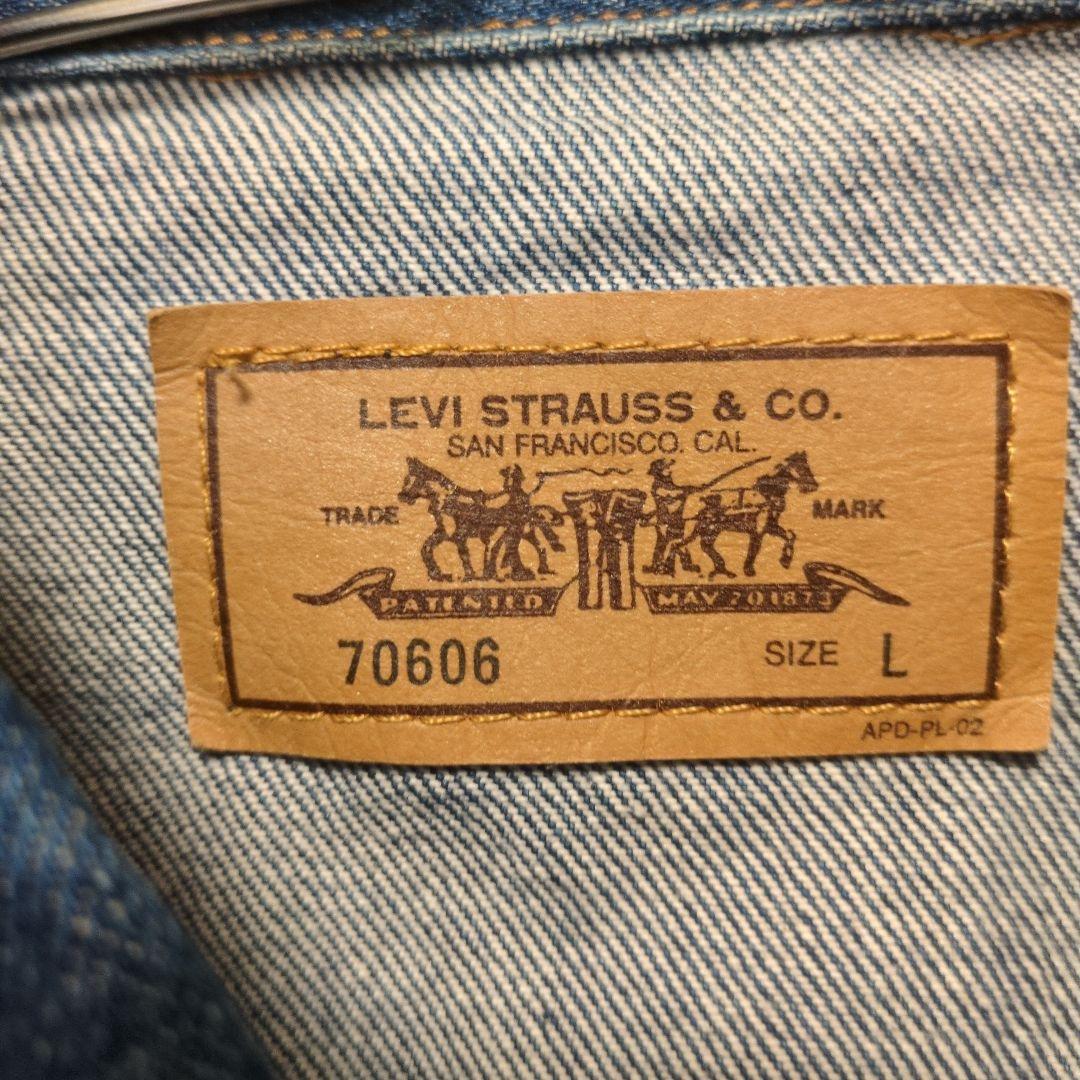 LEVI STRAUSS & CO.
SAN FRANCISCO. CAL.
TRADE MARK
PATENTED MAY 20 1873
70606 SIZE L
APD-PL-02